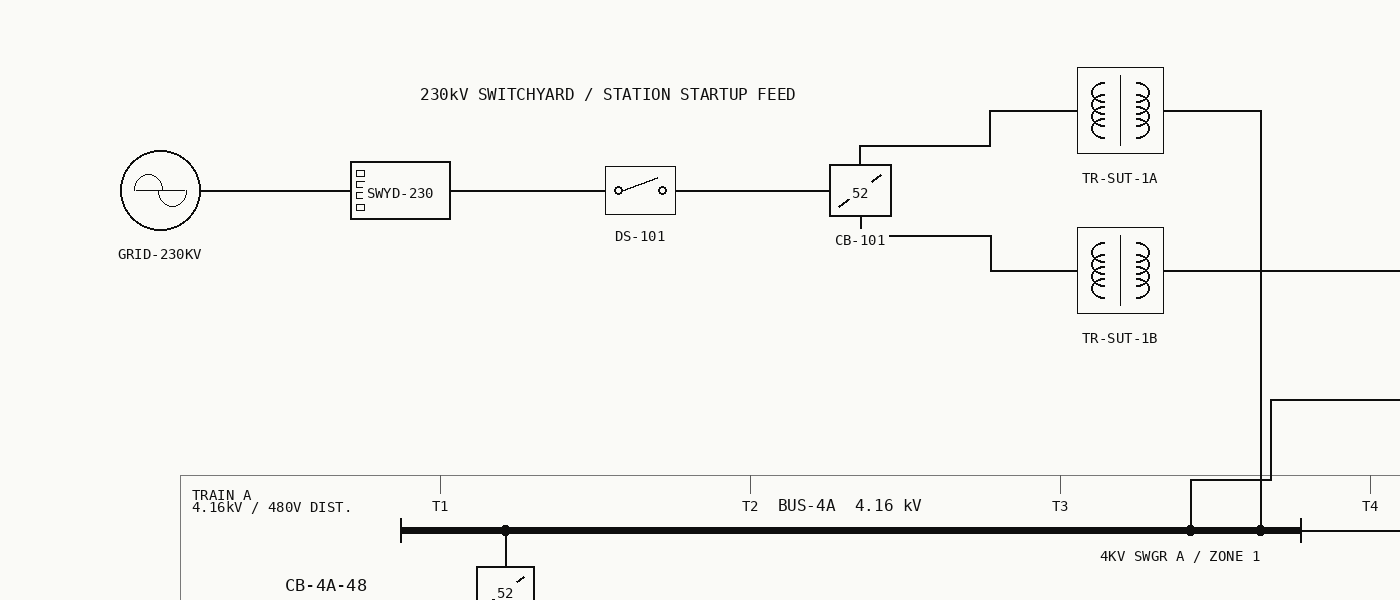 230kV SWITCHYARD / STATION STARTUP FEED
SWYD-230
52
TR-SUT-1A
DS-101
CB-101
GRID-230KV
TR-SUT-1B
TRAIN A
4.16kV / 480V DIST.
T1
T2
BUS-4A  4.16 kV
T3
T4
4KV SWGR A / ZONE 1
CB-4A-48
52